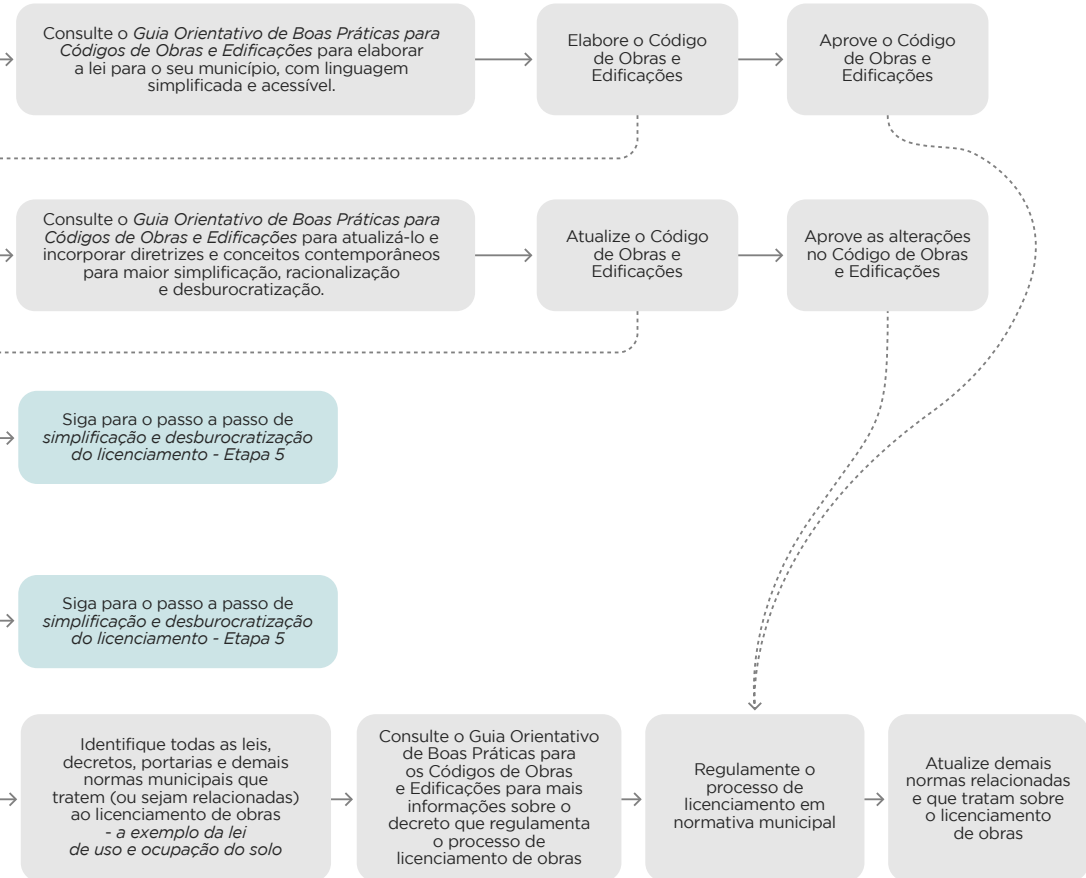 Consulte o Guia Orientativo de Boas Práticas para
Códigos de Obras e Edificações para elaborar
a lei para o seu município, com linguagem
simplificada e acessível.
Elabore o Código
de Obras e
Edificações
Aprove o Código
de Obras e
Edificações
Consulte o Guia Orientativo de Boas Práticas para
Códigos de Obras e Edificações para atualizá-lo e
incorporar diretrizes e conceitos contemporâneos
para maior simplificação, racionalização
e desburocratização.
Atualize o Código
de Obras e
Edificações
Aprove as alterações
no Código de Obras
e Edificações
Siga para o passo a passo de
simplificação e desburocratização
do licenciamento - Etapa 5
Siga para o passo a passo de
simplificação e desburocratização
do licenciamento - Etapa 5
Identifique todas as leis,
decretos, portarias e demais
normas municipais que
tratem (ou sejam relacionadas)
ao licenciamento de obras
- a exemplo da lei
de uso e ocupação do solo
Consulte o Guia Orientativo
de Boas Práticas para
os Códigos de Obras
e Edificações para mais
informações sobre o
decreto que regulamenta
o processo de
licenciamento de obras
Regulamente o
processo de
licenciamento em
normativa municipal
Atualize demais
normas relacionadas
e que tratam sobre
o licenciamento
de obras